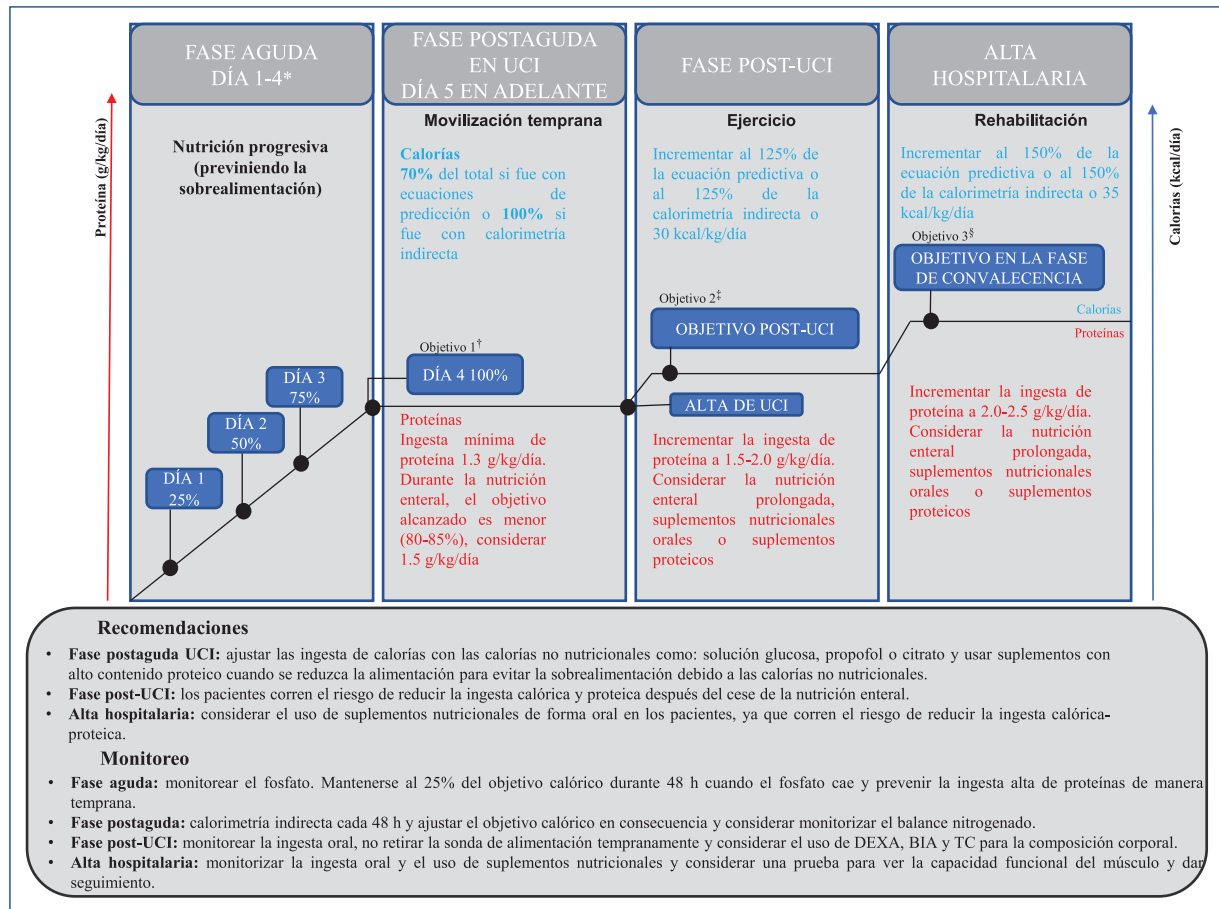 FASE AGUDA
DÍA 1-4*
FASE POSTAGUDA
EN UCI
DÍA 5 EN ADELANTE
FASE POST-UCI
ALTA
HOSPITALARIA
Proteína (g/kg/día)
Nutrición progresiva
(previniendo la
sobrealimentación)
DÍA 1
25%
DÍA 2
50%
DÍA 3
75%
Movilización temprana
Calorías
70% del total si fue con
ecuaciones de
predicción o 100% si
fue con calorimetría
indirecta
Objetivo 1†
DÍA 4 100%
Proteínas
Ingesta mínima de
proteína 1.3 g/kg/día.
Durante la nutrición
enteral, el objetivo
alcanzado es menor
(80-85%), considerar
1.5 g/kg/día
Ejercicio
Incrementar al 125% de
la ecuación predictiva o
al 125% de la
calorimetría indirecta o
30 kcal/kg/día
Objetivo 2‡
OBJETIVO POST-UCI
ALTA DE UCI
Incrementar la ingesta de
proteína a 1.5-2.0 g/kg/día.
Considerar la nutrición
enteral prolongada,
suplementos nutricionales
orales o suplementos
proteicos
Rehabilitación
Incrementar al 150% de la
ecuación predictiva o al 150%
de la calorimetría indirecta o 35
kcal/kg/día
Objetivo 3§
OBJETIVO EN LA FASE
DE CONVALECENCIA
Calorías
Proteínas
Incrementar la ingesta de
proteína a 2.0-2.5 g/kg/día.
Considerar la nutrición
enteral prolongada,
suplementos nutricionales
orales o suplementos
proteicos
Calorías (kcal/día)
Recomendaciones
• Fase postaguda UCI: ajustar las ingesta de calorías con las calorías no nutricionales como: solución glucosa, propofol o citrato y usar suplementos con
alto contenido proteico cuando se reduzca la alimentación para evitar la sobrealimentación debido a las calorías no nutricionales.
• Fase post-UCI: los pacientes corren el riesgo de reducir la ingesta calórica y proteica después del cese de la nutrición enteral.
• Alta hospitalaria: considerar el uso de suplementos nutricionales de forma oral en los pacientes, ya que corren el riesgo de reducir la ingesta calórica-
proteica.
Monitoreo
• Fase aguda: monitorear el fosfato. Mantenerse al 25% del objetivo calórico durante 48 h cuando el fosfato cae y prevenir la ingesta alta de proteínas de manera
temprana.
• Fase postaguda: calorimetría indirecta cada 48 h y ajustar el objetivo calórico en consecuencia y considerar monitorizar el balance nitrogenado.
• Fase post-UCI: monitorear la ingesta oral, no retirar la sonda de alimentación tempranamente y considerar el uso de DEXA, BIA y TC para la composición corporal.
• Alta hospitalaria: monitorizar la ingesta oral y el uso de suplementos nutricionales y considerar una prueba para ver la capacidad funcional del músculo y dar
seguimiento.